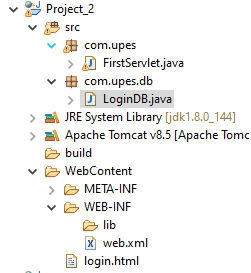 Project_2
src
com.upes
FirstServlet.java
com.upes.db
LoginDB.java
JRE System Library [jdk1.8.0_144]
Apache Tomcat v8.5 [Apache Tomc
build
WebContent
META-INF
WEB-INF
lib
web.xml
login.html